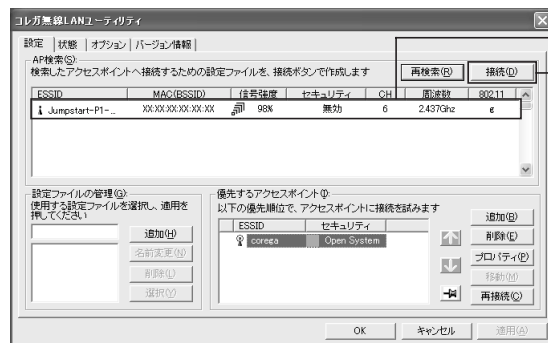 コレガ無線LANユーティリティ
設定 状態 オプション バージョン情報
AP検索(S):
検索したアクセスポイントへ接続するための設定ファイルを、接続ボタンで作成します
再検索(R) 接続(D)
ESSID MAC(BSSID) 信号強度 セキュリティ CH 周波数 802.11
Jumpstart-P1-... XX:XX:XX:XX:XX:XX 98% 無効 6 2.437Ghz g
設定ファイルの管理(G):
使用する設定ファイルを選択し、適用を
押してください
追加(H)
名前変更(N)
削除(L)
選択(Y)
優先するアクセスポイント(I):
以下の優先順位で、アクセスポイントに接続を試みます
ESSID セキュリティ
corega Open System
追加(B)
削除(E)
プロパティ(P)
移動(M)
再接続(C)
OK キャンセル 適用(A)